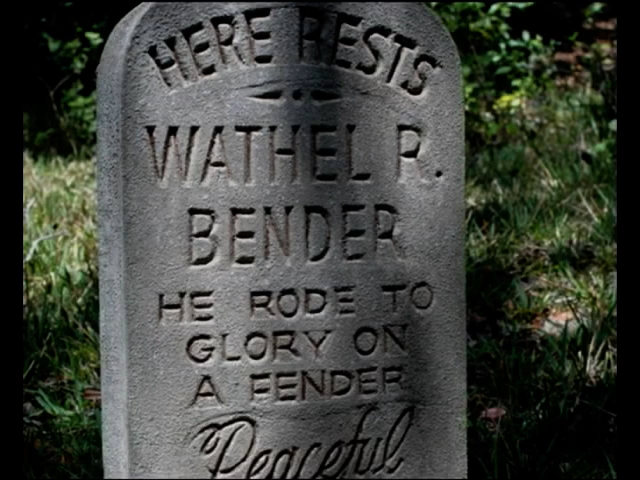 HERE RESTS
WATHEL R.
BENDER
HE RODE TO
GLORY ON
A FENDER
Peaceful